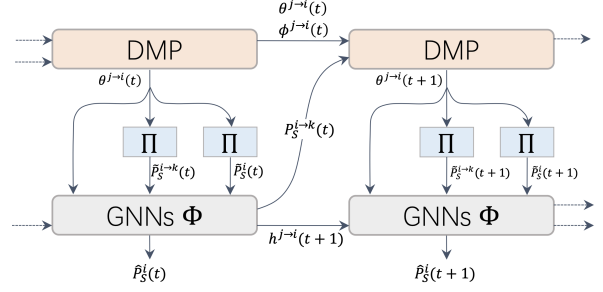 θ^{j→i}(t)
ϕ^{j→i}(t)
DMP
DMP
θ^{j→i}(t)
θ^{j→i}(t+1)
P_S^{i→k}(t)
Π
Π
Π
Π
P̃_S^{i→k}(t)
P̃_S^i(t)
P̃_S^{i→k}(t+1)
P̃_S^i(t+1)
GNNs Φ
GNNs Φ
h^{j→i}(t+1)
P̂_S^i(t)
P̂_S^i(t+1)